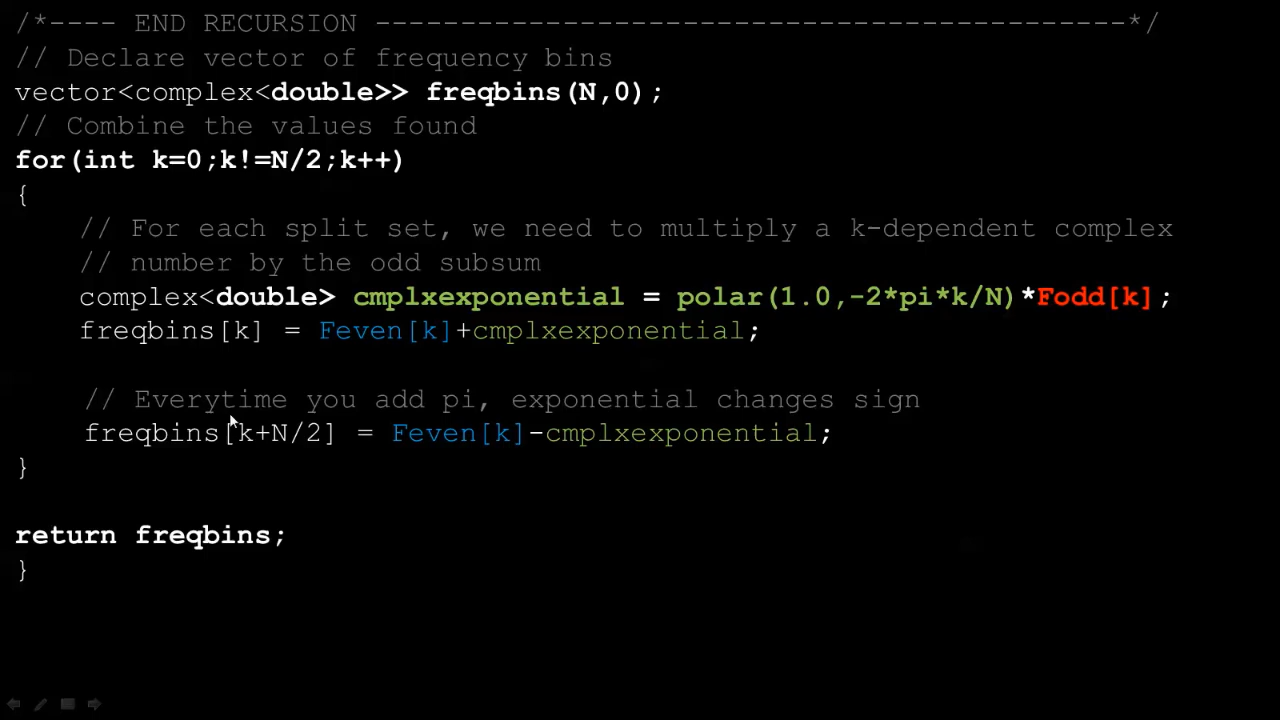 /*---- END RECURSION --------------------------------------------*/
// Declare vector of frequency bins
vector<complex<double>> freqbins(N,0);
// Combine the values found
for(int k=0;k!=N/2;k++)
{
// For each split set, we need to multiply a k-dependent complex
// number by the odd subsum
complex<double> cmplxexponential = polar(1.0,-2*pi*k/N)*Fodd[k];
freqbins[k] = Feven[k]+cmplxexponential;
// Everytime you add pi, exponential changes sign
freqbins[k+N/2] = Feven[k]-cmplxexponential;
}
return freqbins;
}